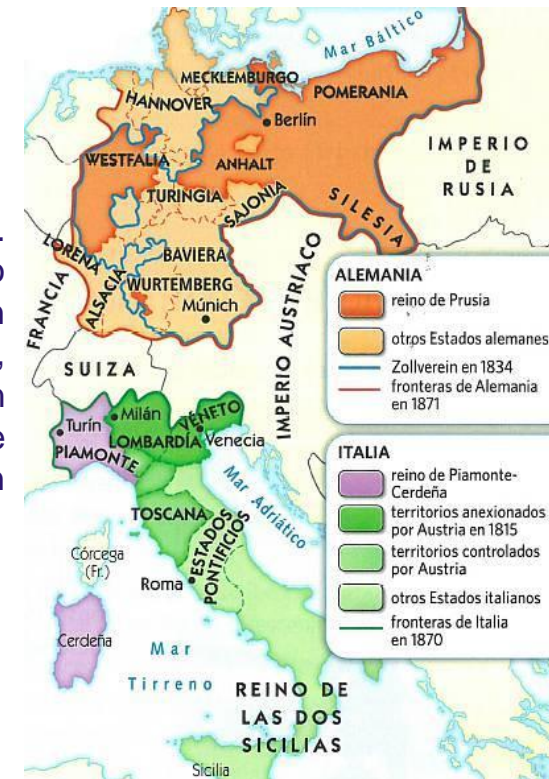 Mar Báltico
MECKLEMBURGO
POMERANIA
HANNOVER
Berlín
IMPERIO
DE
RUSIA
WESTFALIA
ANHALT
TURINGIA
SAJONIA
SILESIA
LORENA
BAVIERA
ALSACIA
WURTEMBERG
Múnich
FRANCIA
SUIZA
IMPERIO AUSTRIACO
ALEMANIA
reino de Prusia
otros Estados alemanes
Zollverein en 1834
fronteras de Alemania
en 1871
Milán
VÉNETO
Turín
LOMBARDÍA
Venecia
PIAMONTE
Mar Adriático
TOSCANA
ESTADOS
PONTIFICIOS
Córcega
(Fr.)
Roma
Cerdeña
Mar
Tirreno
REINO DE
LAS DOS
SICILIAS
Sicilia
ITALIA
reino de Piamonte-
Cerdeña
territorios anexionados
por Austria en 1815
territorios controlados
por Austria
otros Estados italianos
fronteras de Italia
en 1870